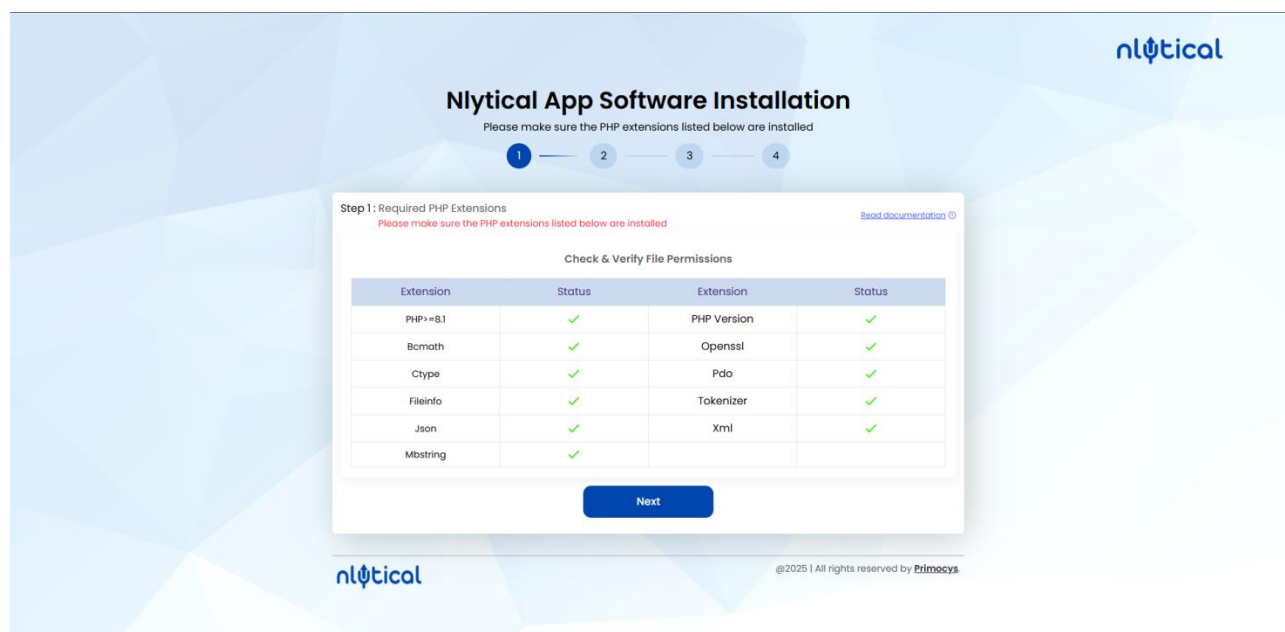 nlytical
Nlytical App Software Installation
Please make sure the PHP extensions listed below are installed
1 2 3 4
Step 1 : Required PHP Extensions
Please make sure the PHP extensions listed below are installed
Read documentation
Check & Verify File Permissions
Extension Status Extension Status
PHP>=8.1 PHP Version
Bcmath Openssl
Ctype Pdo
Fileinfo Tokenizer
Json Xml
Mbstring
Next
nlytical
@2025 | All rights reserved by Primocys.